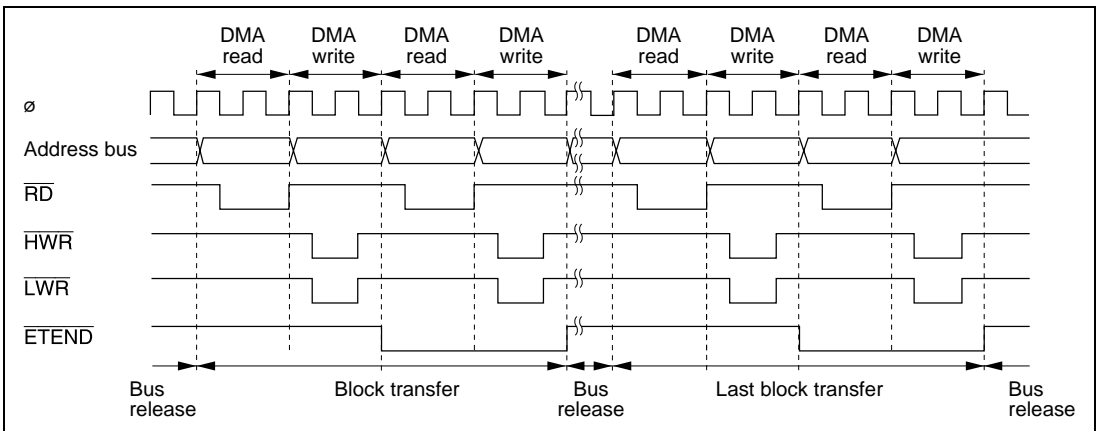 DMA read DMA write DMA read DMA write DMA read DMA write DMA read DMA write
ø
Address bus
RD
HWR
LWR
ETEND
Bus release Block transfer Bus release Last block transfer Bus release